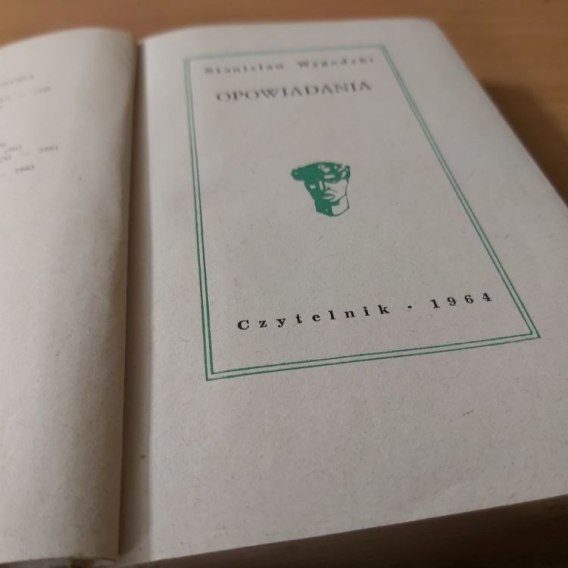 Stanisław Wygodzki
OPOWIADANIA
Czytelnik · 1964